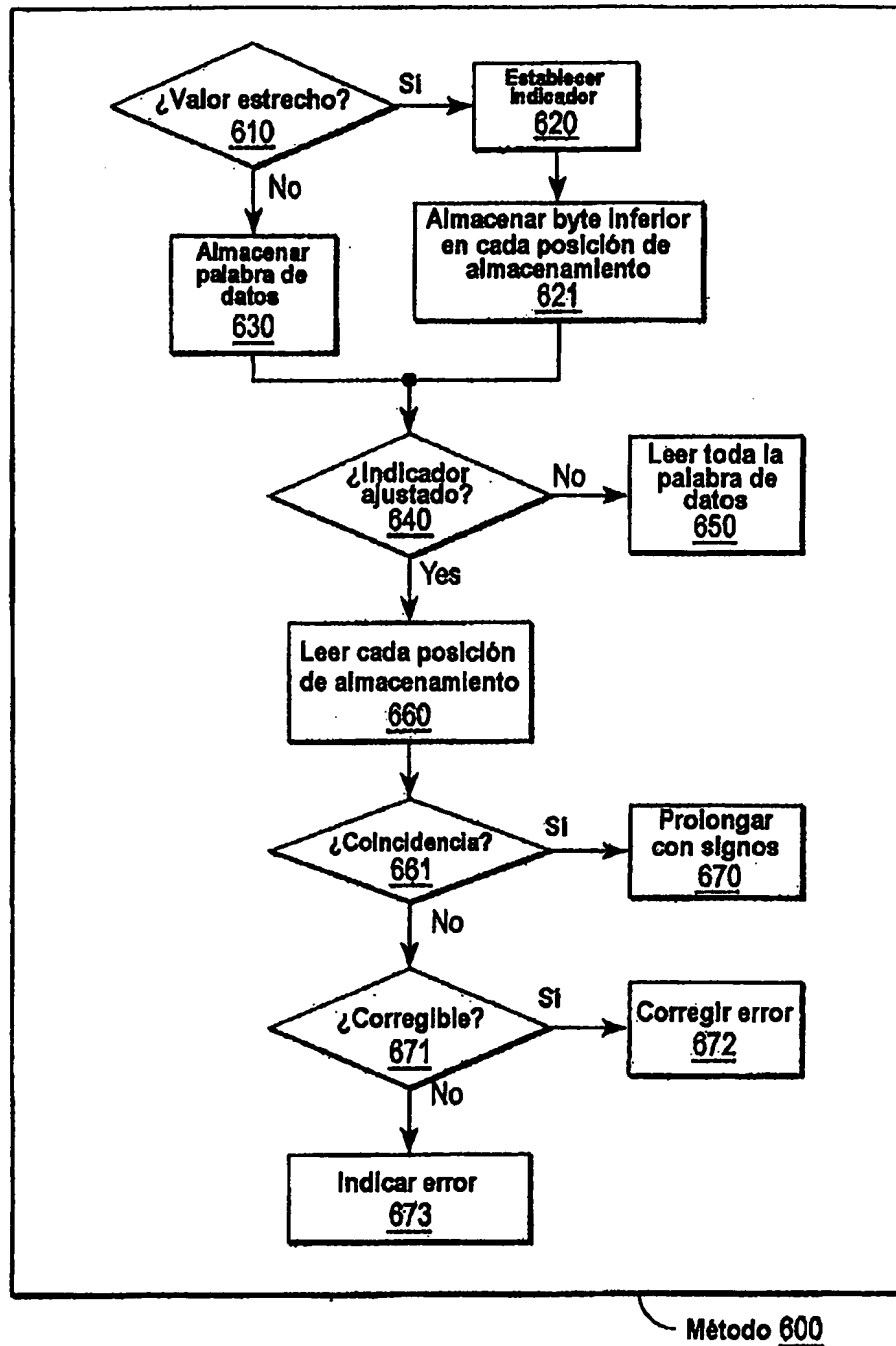 ¿Valor estrecho?
610
Sí
Establecer
indicador
620
No
Almacenar
palabra de
datos
630
Almacenar byte inferior
en cada posición de
almacenamiento
621
¿Indicador
ajustado?
640
No
Leer toda la
palabra de
datos
650
Yes
Leer cada posición
de almacenamiento
660
¿Coincidencia?
661
Sí
Prolongar
con signos
670
No
¿Corregible?
671
Sí
Corregir error
672
No
Indicar error
673
Método 600